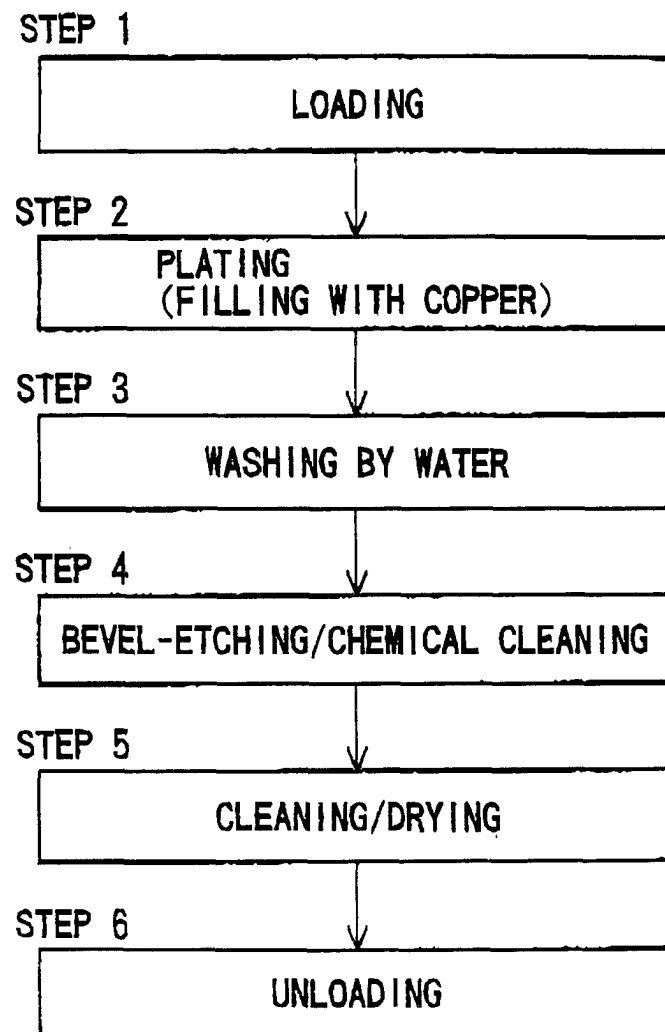 STEP 1
LOADING
STEP 2
PLATING
(FILLING WITH COPPER)
STEP 3
WASHING BY WATER
STEP 4
BEVEL-ETCHING/CHEMICAL CLEANING
STEP 5
CLEANING/DRYING
STEP 6
UNLOADING